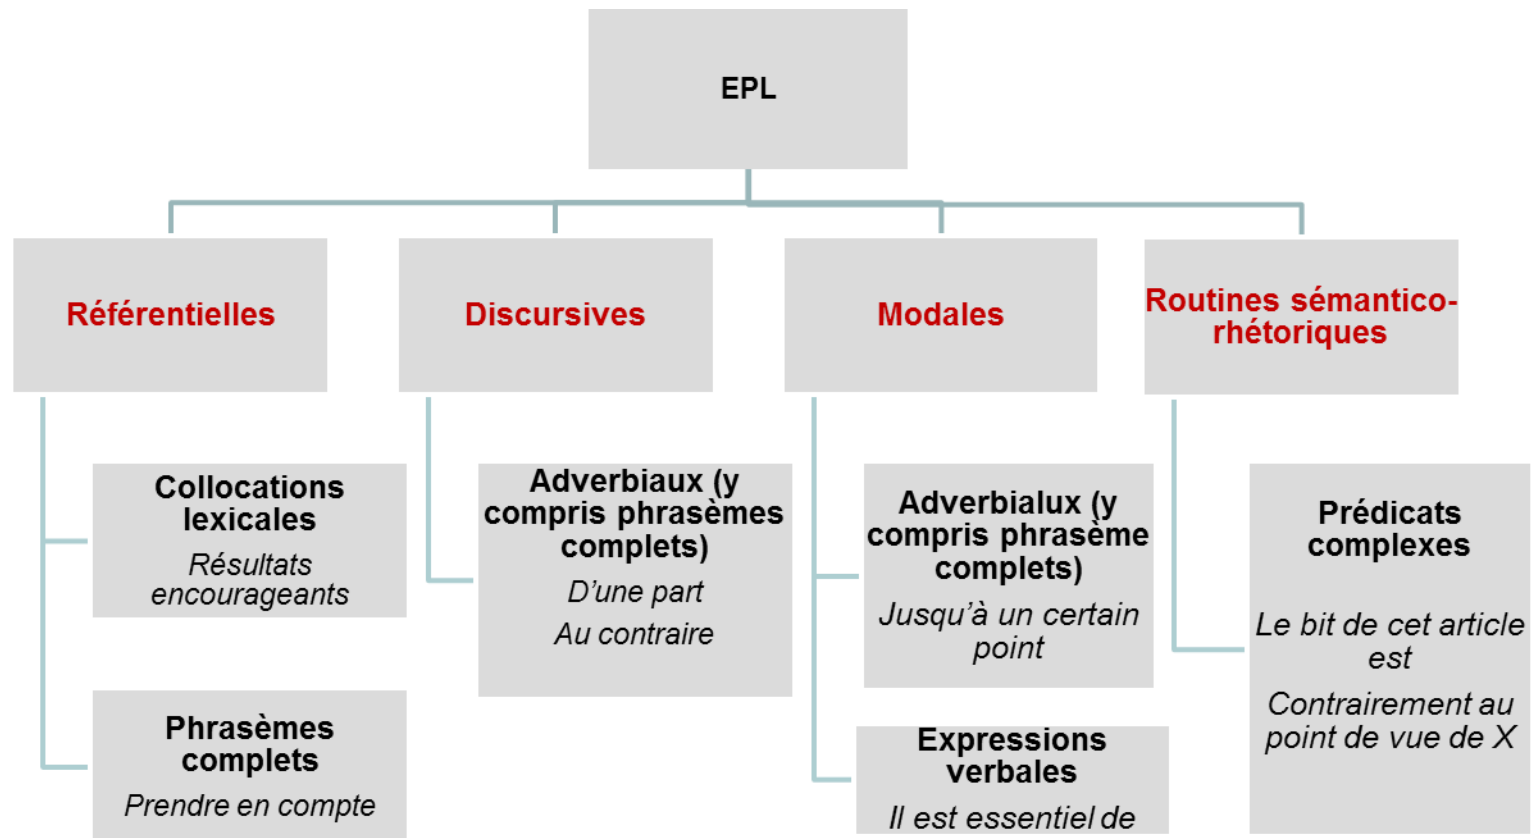 EPL
Référentielles
Discursives
Modales
Routines sémantico-
rhétoriques
Collocations
lexicales
Résultats
encourageants
Phrasèmes
complets
Prendre en compte
Adverbiaux (y
compris phrasèmes
complets)
D’une part
Au contraire
Adverbialux (y
compris phrasème
complets)
Jusqu’à un certain
point
Expressions
verbales
Il est essentiel de
Prédicats
complexes
Le bit de cet article
est
Contrairement au
point de vue de X